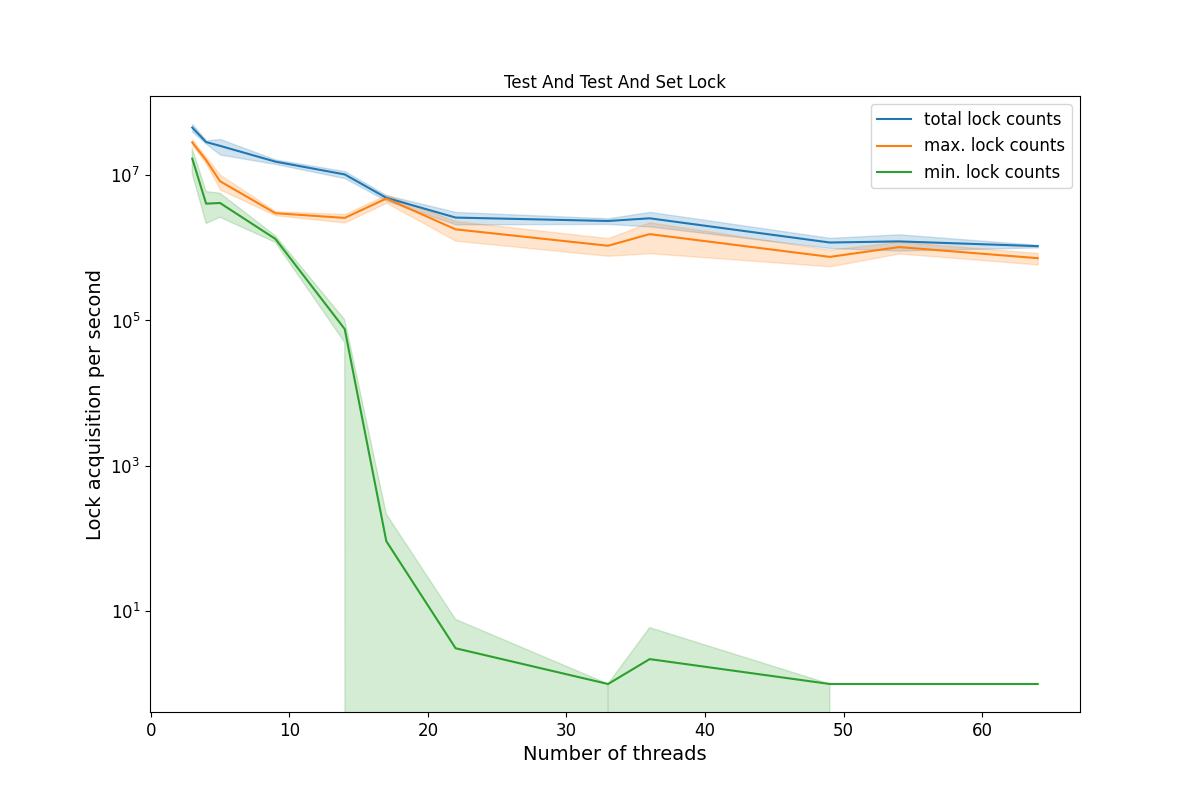 Test And Test And Set Lock
total lock counts
max. lock counts
min. lock counts
Lock acquisition per second
10^7
10^5
10^3
10^1
0 10 20 30 40 50 60
Number of threads